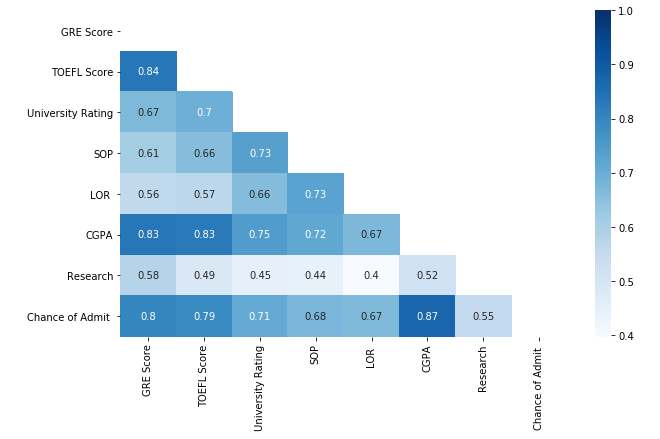 GRE Score
TOEFL Score 0.84
University Rating 0.67 0.7
SOP 0.61 0.66 0.73
LOR 0.56 0.57 0.66 0.73
CGPA 0.83 0.83 0.75 0.72 0.67
Research 0.58 0.49 0.45 0.44 0.4 0.52
Chance of Admit 0.8 0.79 0.71 0.68 0.67 0.87 0.55
GRE Score
TOEFL Score
University Rating
SOP
LOR
CGPA
Research
Chance of Admit
1.0
0.9
0.8
0.7
0.6
0.5
0.4